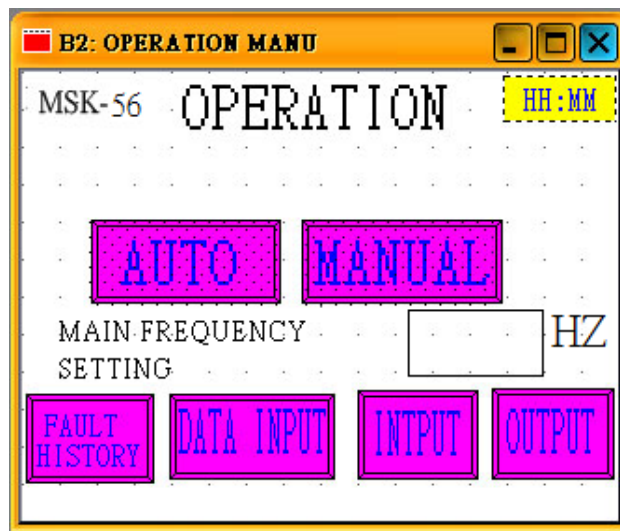 B2: OPERATION MANU
MSK-56 OPERATION HH:MM
AUTO MANUAL
MAIN FREQUENCY
SETTING
HZ
FAULT
HISTORY
DATA INPUT
INTPUT
OUTPUT